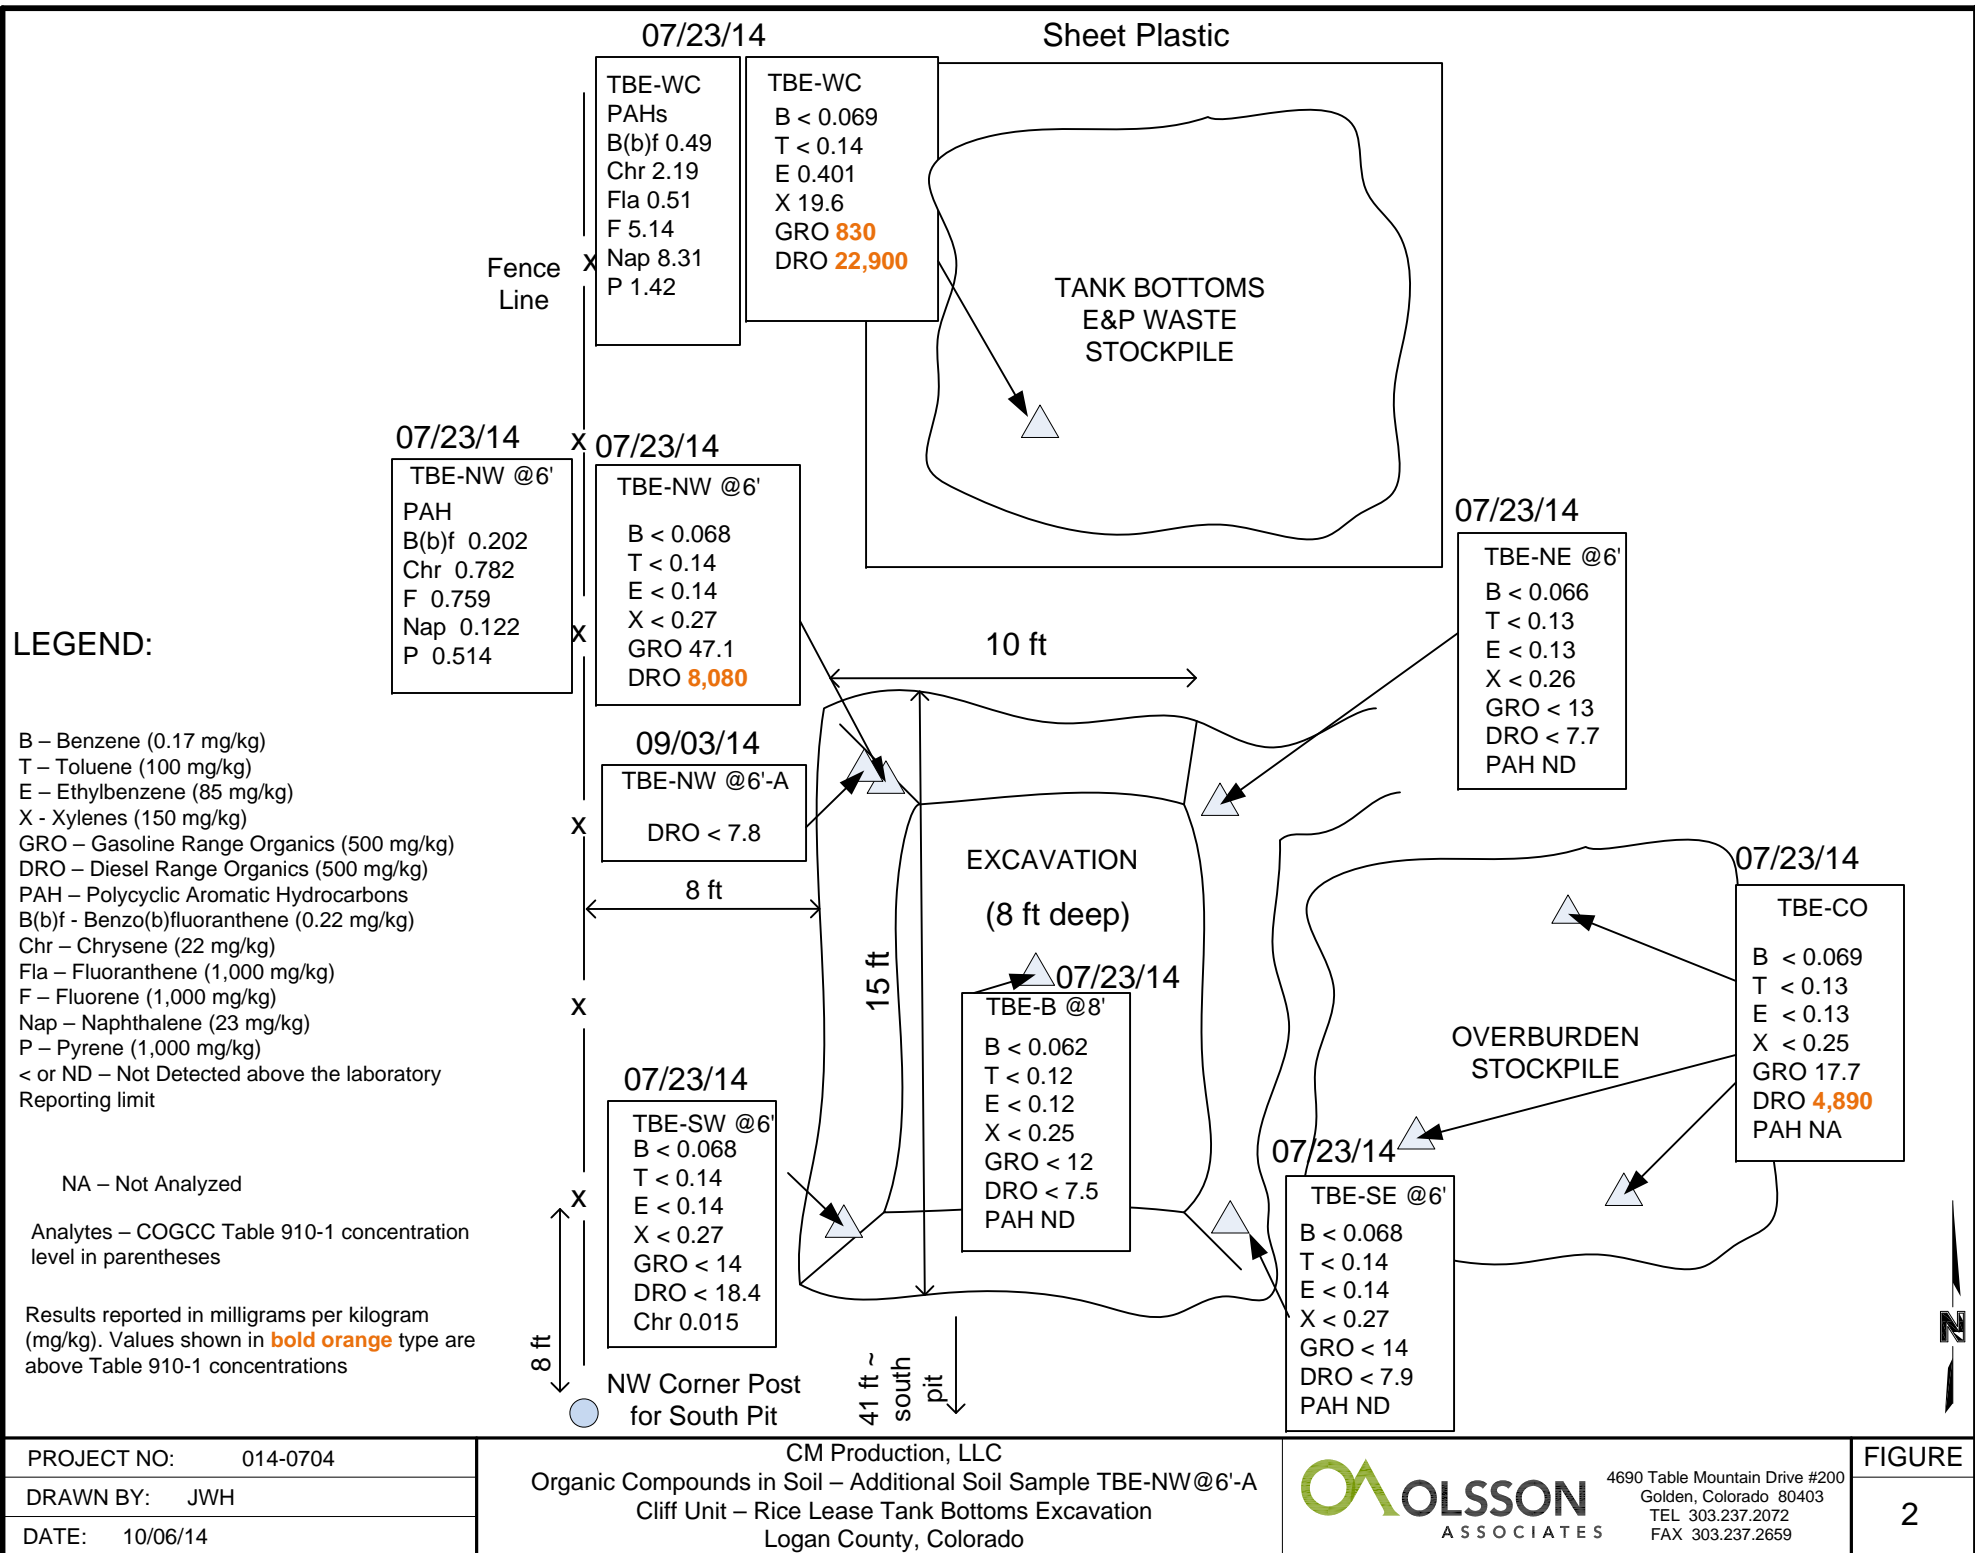 07/23/14
Sheet Plastic
TBE-WC
PAHs
B(b)f 0.49
Chr 2.19
Fla 0.51
F 5.14
Nap 8.31
P 1.42
TBE-WC
B < 0.069
T < 0.14
E 0.401
X 19.6
GRO 830
DRO 22,900
Fence
Line
X
TANK BOTTOMS
E&P WASTE
STOCKPILE
07/23/14
TBE-NW @6'
PAH
B(b)f 0.202
Chr 0.782
F 0.759
Nap 0.122
P 0.514
X
07/23/14
TBE-NW @6'
B < 0.068
T < 0.14
E < 0.14
X < 0.27
GRO 47.1
DRO 8,080
X
07/23/14
TBE-NE @6'
B < 0.066
T < 0.13
E < 0.13
X < 0.26
GRO < 13
DRO < 7.7
PAH ND
10 ft
LEGEND:
B – Benzene (0.17 mg/kg)
T – Toluene (100 mg/kg)
E – Ethylbenzene (85 mg/kg)
X - Xylenes (150 mg/kg)
GRO – Gasoline Range Organics (500 mg/kg)
DRO – Diesel Range Organics (500 mg/kg)
PAH – Polycyclic Aromatic Hydrocarbons
B(b)f - Benzo(b)fluoranthene (0.22 mg/kg)
Chr – Chrysene (22 mg/kg)
Fla – Fluoranthene (1,000 mg/kg)
F – Fluorene (1,000 mg/kg)
Nap – Naphthalene (23 mg/kg)
P – Pyrene (1,000 mg/kg)
< or ND – Not Detected above the laboratory
Reporting limit
NA – Not Analyzed
Analytes – COGCC Table 910-1 concentration
level in parentheses
Results reported in milligrams per kilogram
(mg/kg). Values shown in bold orange type are
above Table 910-1 concentrations
09/03/14
TBE-NW @6'-A
DRO < 7.8
X
8 ft
X
15 ft
EXCAVATION
(8 ft deep)
07/23/14
TBE-B @8'
B < 0.062
T < 0.12
E < 0.12
X < 0.25
GRO < 12
DRO < 7.5
PAH ND
07/23/14
TBE-CO
B < 0.069
T < 0.13
E < 0.13
X < 0.25
GRO 17.7
DRO 4,890
PAH NA
OVERBURDEN
STOCKPILE
07/23/14
TBE-SW @6'
B < 0.068
T < 0.14
E < 0.14
X < 0.27
GRO < 14
DRO < 18.4
Chr 0.015
X
07/23/14
TBE-SE @6'
B < 0.068
T < 0.14
E < 0.14
X < 0.27
GRO < 14
DRO < 7.9
PAH ND
8 ft
NW Corner Post
for South Pit
41 ft ~
south
pit
N
PROJECT NO: 014-0704
DRAWN BY: JWH
DATE: 10/06/14
CM Production, LLC
Organic Compounds in Soil – Additional Soil Sample TBE-NW@6'-A
Cliff Unit – Rice Lease Tank Bottoms Excavation
Logan County, Colorado
OA OLSSON
ASSOCIATES
4690 Table Mountain Drive #200
Golden, Colorado 80403
TEL 303.237.2072
FAX 303.237.2659
FIGURE
2